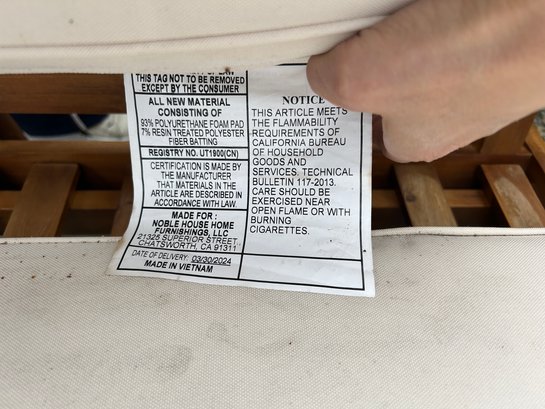 THIS TAG NOT TO BE REMOVED
EXCEPT BY THE CONSUMER
ALL NEW MATERIAL
CONSISTING OF
93% POLYURETHANE FOAM PAD
7% RESIN TREATED POLYESTER
FIBER BATTING
REGISTRY NO. UT1900(CN)
CERTIFICATION IS MADE BY
THE MANUFACTURER
THAT MATERIALS IN THE
ARTICLE ARE DESCRIBED IN
ACCORDANCE WITH LAW.
MADE FOR :
NOBLE HOUSE HOME
FURNISHINGS, LLC
21325 SUPERIOR STREET
CHATSWORTH, CA 91311
DATE OF DELIVERY: 03/30/2024
MADE IN VIETNAM
NOTICE
THIS ARTICLE MEETS
THE FLAMMABILITY
REQUIREMENTS OF
CALIFORNIA BUREAU
OF HOUSEHOLD
GOODS AND
SERVICES. TECHNICAL
BULLETIN 117-2013.
CARE SHOULD BE
EXERCISED NEAR
OPEN FLAME OR WITH
BURNING
CIGARETTES.